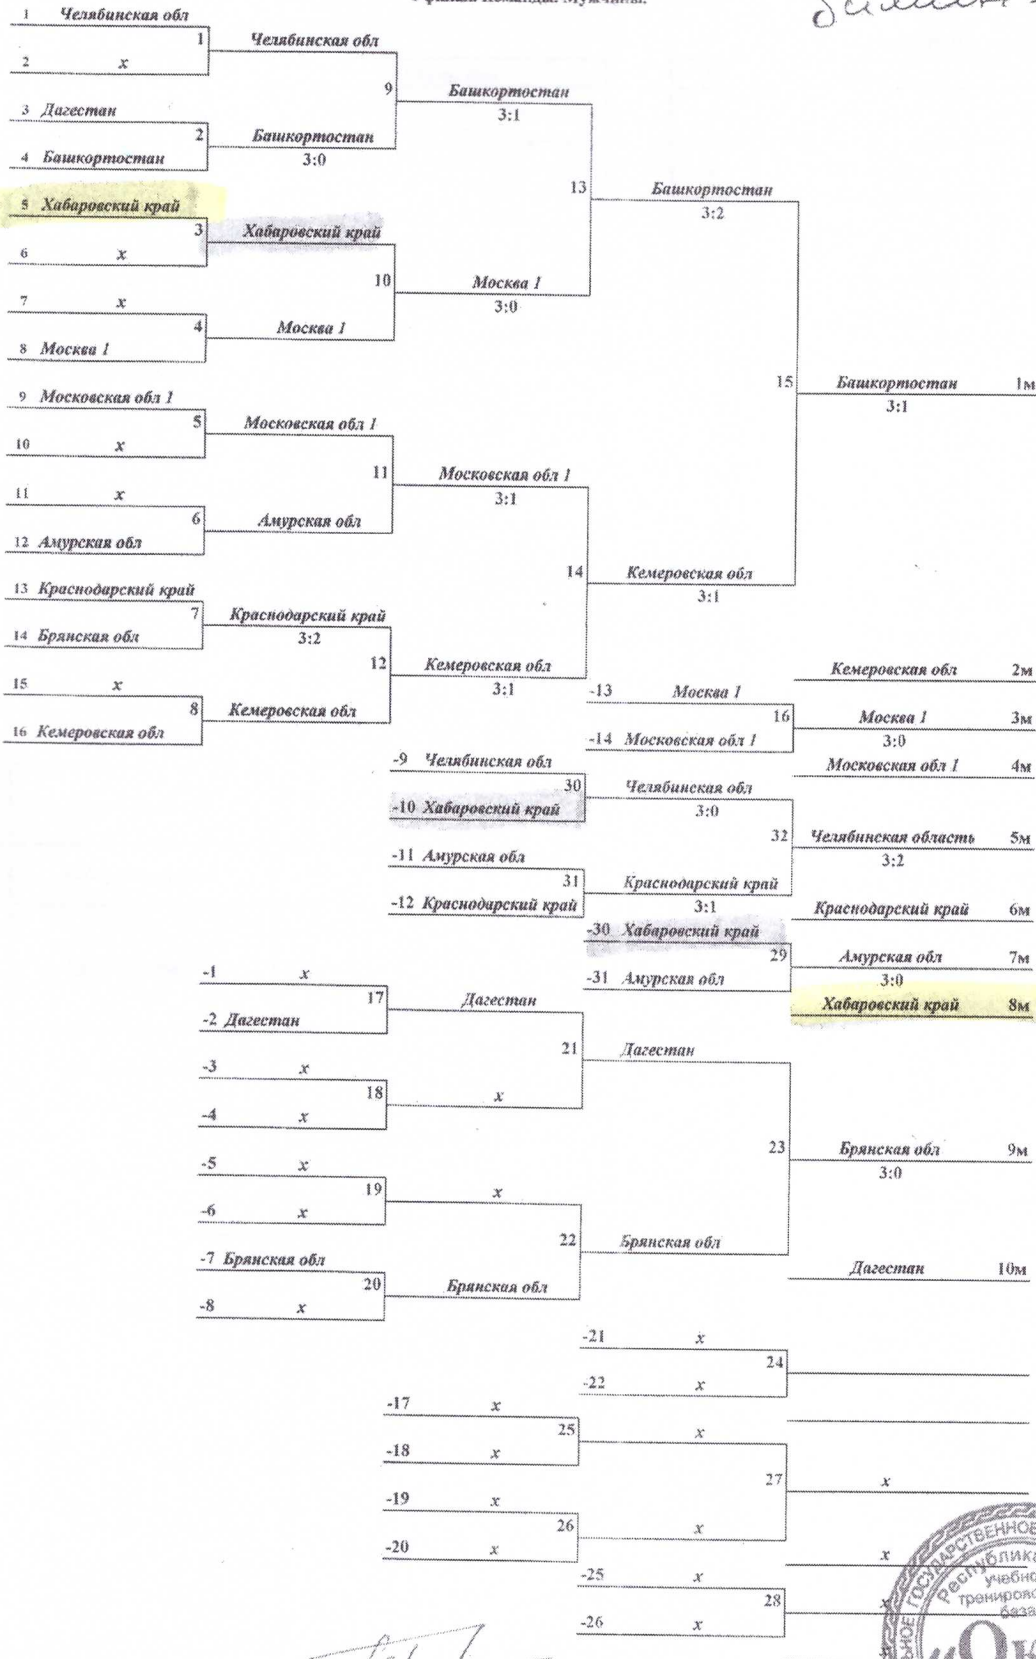 Команды. Мужчины.
1 Челябинская обл
1 Челябинская обл
2 x
9 Башкортостан
3:1
3 Дагестан
2 Башкортостан
3:0
4 Башкортостан
13 Башкортостан
3:2
5 Хабаровский край
3 Хабаровский край
6 x
10 Москва 1
3:0
7 x
4 Москва 1
8 Москва 1
15 Башкортостан 1м
3:1
9 Московская обл 1
5 Московская обл 1
10 x
11 Московская обл 1
3:1
11 x
6 Амурская обл
12 Амурская обл
14 Кемеровская обл
3:1
13 Краснодарский край
7 Краснодарский край
3:2
14 Брянская обл
12 Кемеровская обл
3:1
15 x
8 Кемеровская обл
16 Кемеровская обл
Кемеровская обл 2м
-13 Москва 1
16 Москва 1 3м
3:0
-14 Московская обл 1
Московская обл 1 4м
-9 Челябинская обл
30 Челябинская обл
3:0
-10 Хабаровский край
32 Челябинская область 5м
3:2
-11 Амурская обл
31 Краснодарский край
3:1
-12 Краснодарский край
Краснодарский край 6м
-30 Хабаровский край
29 Амурская обл 7м
3:0
-31 Амурская обл
Хабаровский край 8м
-1 x
17 Дагестан
-2 Дагестан
21 Дагестан
-3 x
18 x
-4 x
23 Брянская обл 9м
3:0
-5 x
19 x
-6 x
22 Брянская обл
-7 Брянская обл
20 Брянская обл
-8 x
Дагестан 10м
-21 x
24
-22 x
-17 x
25 x
-18 x
27 x
-19 x
26 x
-20 x
x
-25 x
28 x
-26 x
x